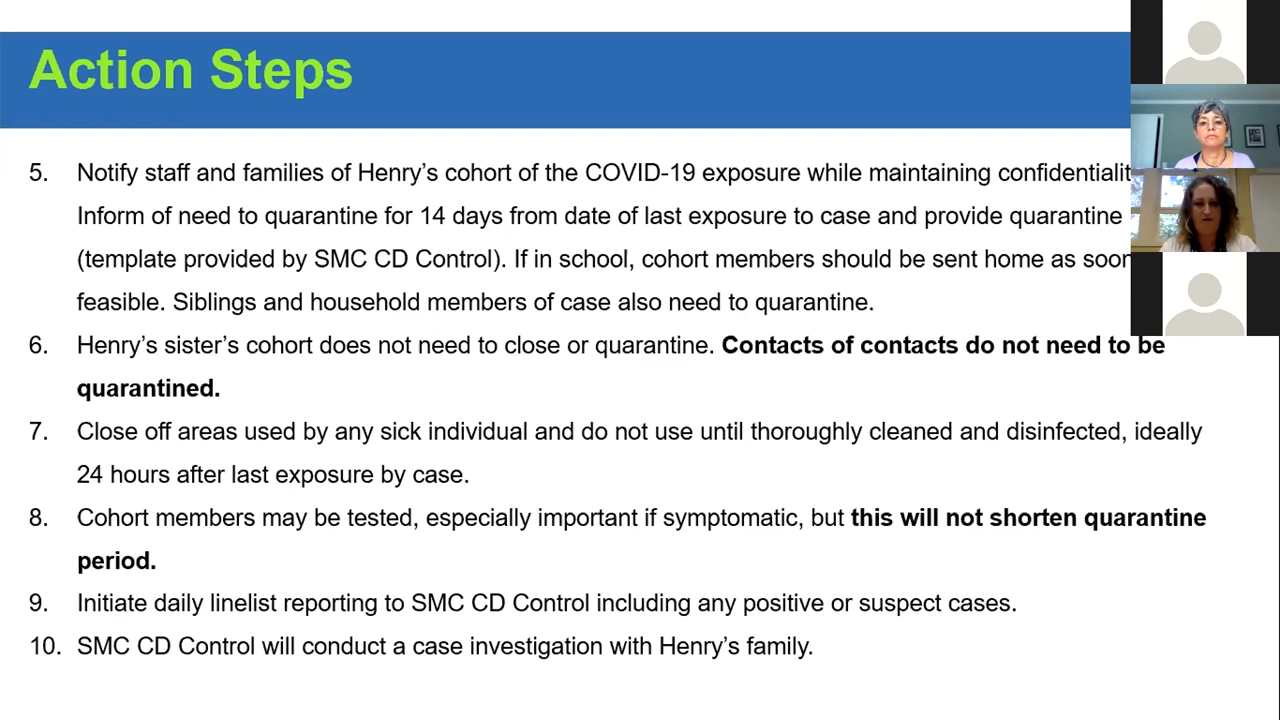 Action Steps
5. Notify staff and families of Henry’s cohort of the COVID-19 exposure while maintaining
Inform of need to quarantine for 14 days from date of last exposure to case and provide quarantine
(template provided by SMC CD Control). If in school, cohort members should be sent home as
feasible. Siblings and household members of case also need to quarantine.
6. Henry’s sister’s cohort does not need to close or quarantine. Contacts of contacts do not need to be
quarantined.
7. Close off areas used by any sick individual and do not use until thoroughly cleaned and disinfected, ideally
24 hours after last exposure by case.
8. Cohort members may be tested, especially important if symptomatic, but this will not shorten quarantine
period.
9. Initiate daily linelist reporting to SMC CD Control including any positive or suspect cases.
10. SMC CD Control will conduct a case investigation with Henry’s family.